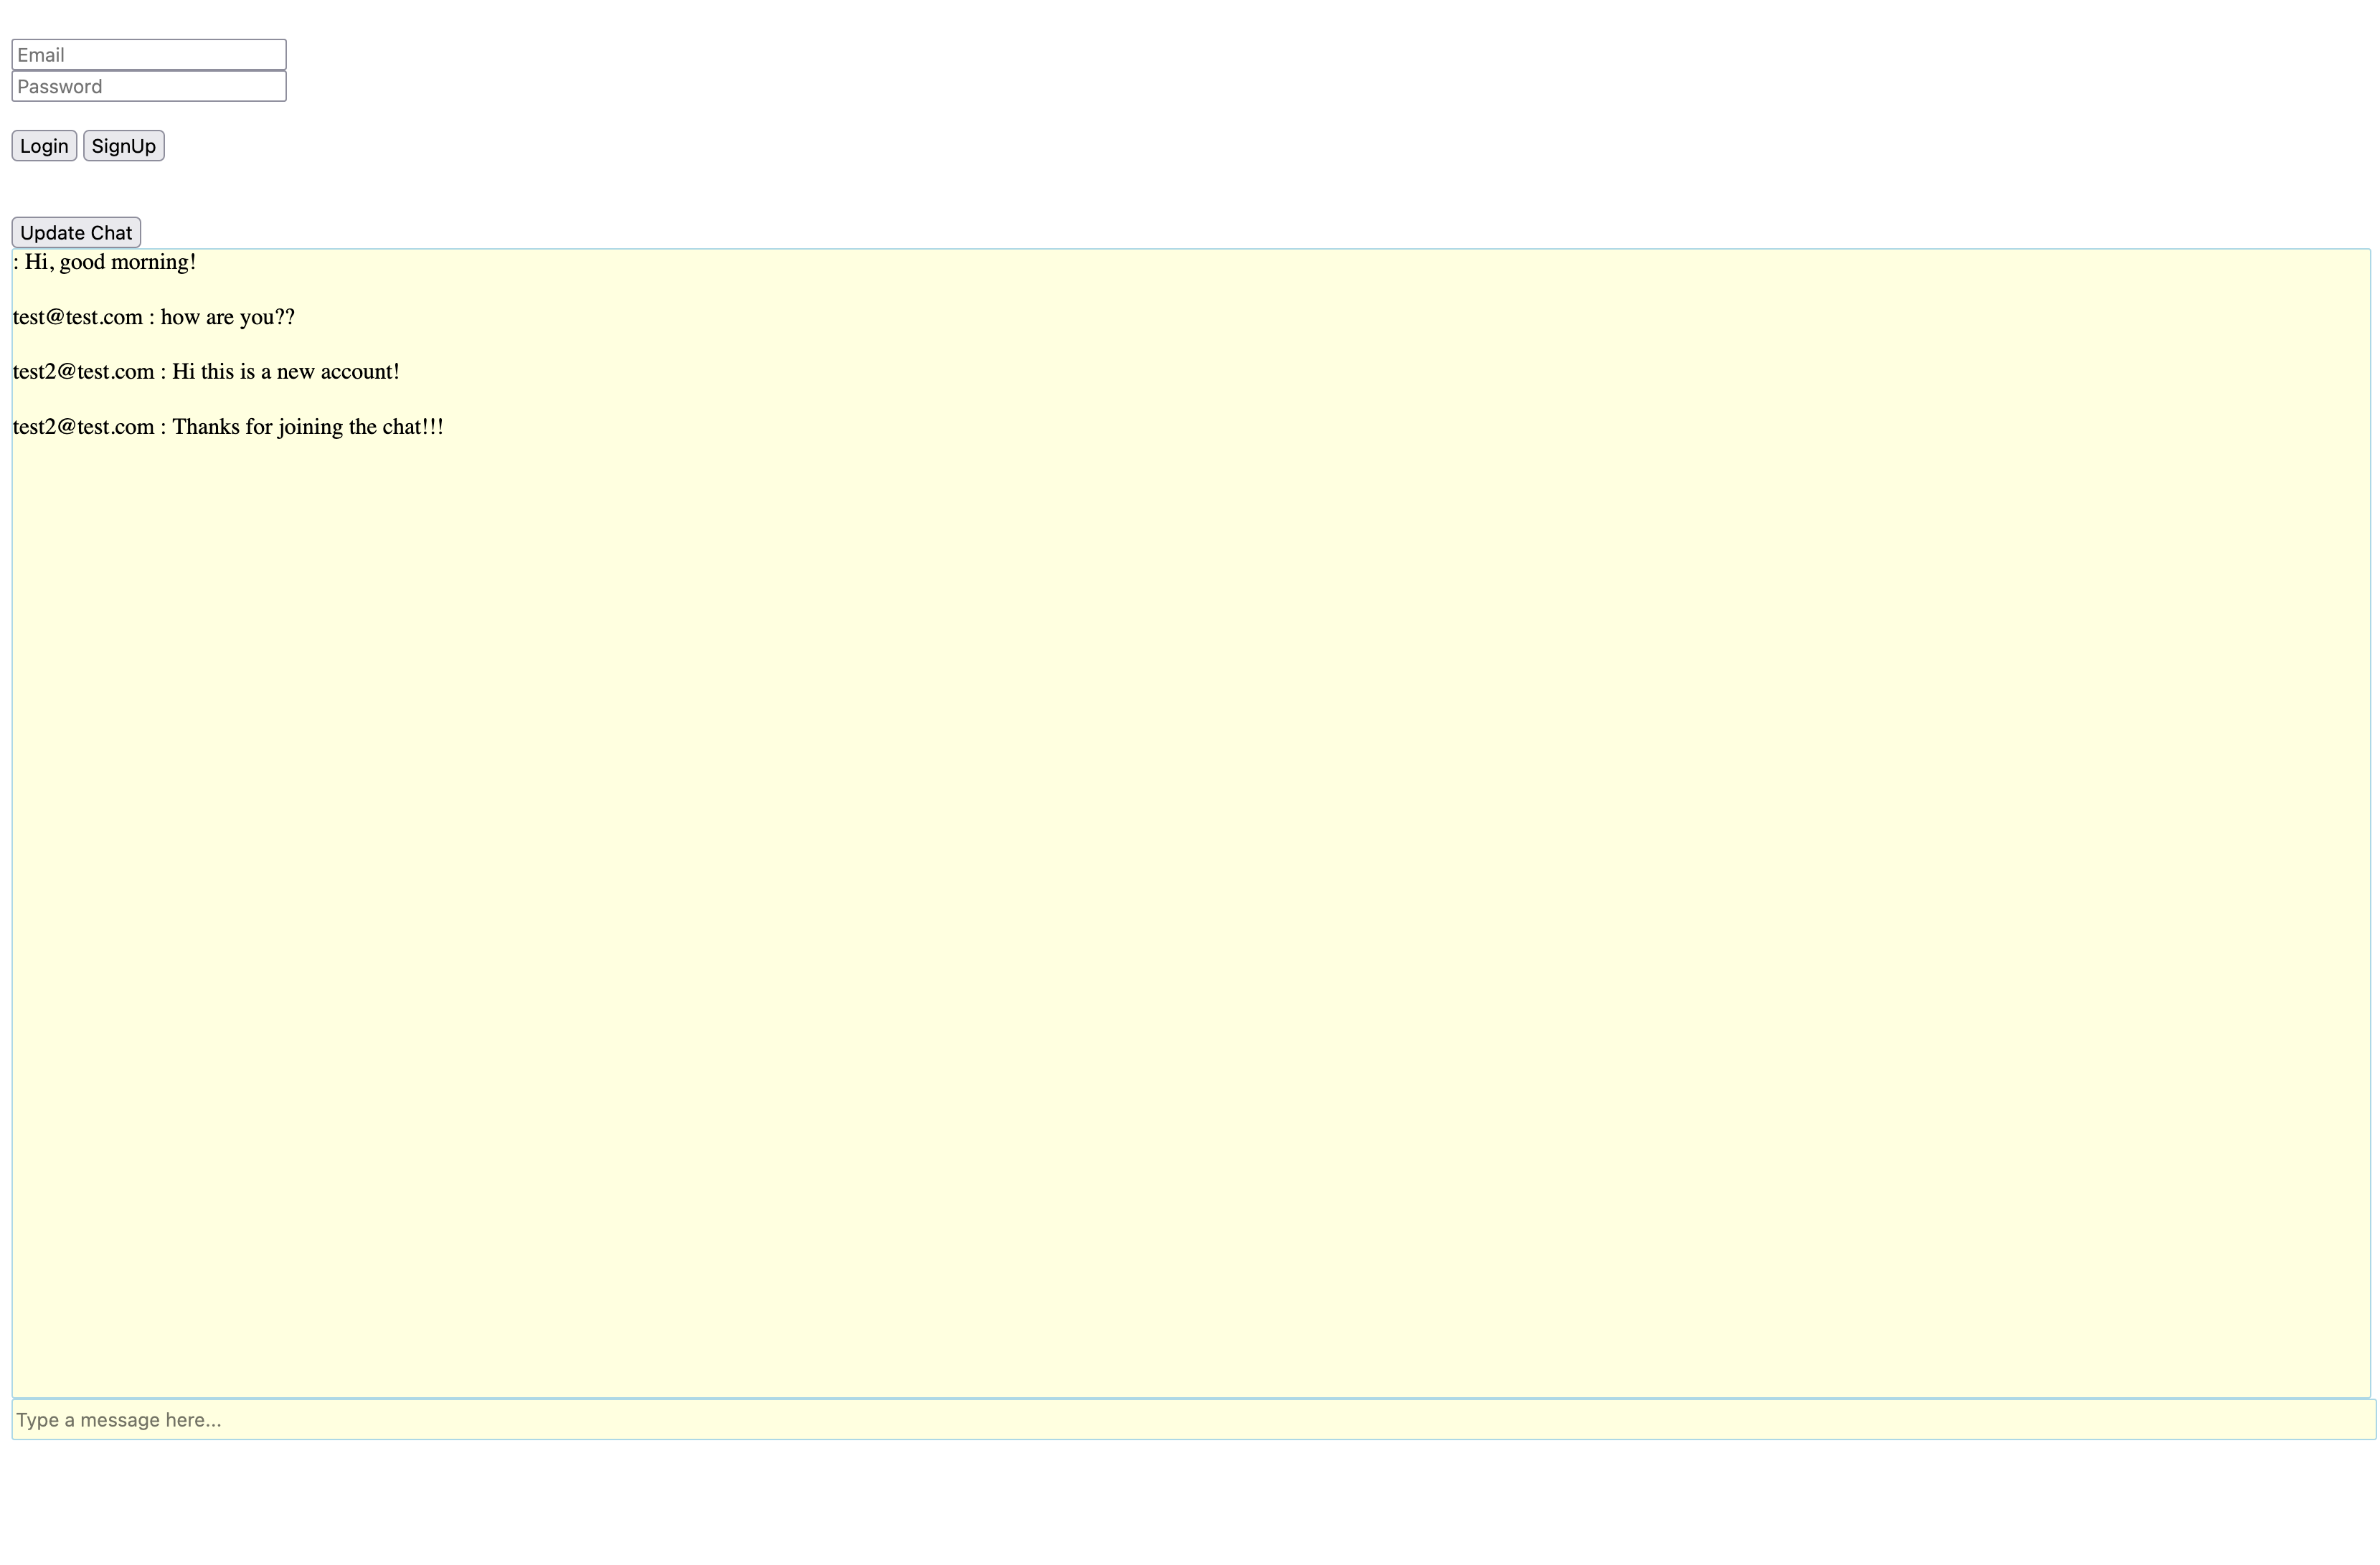 Email
Password
Login SignUp
Update Chat
: Hi, good morning!
test@test.com : how are you??
test2@test.com : Hi this is a new account!
test2@test.com : Thanks for joining the chat!!!
Type a message here...